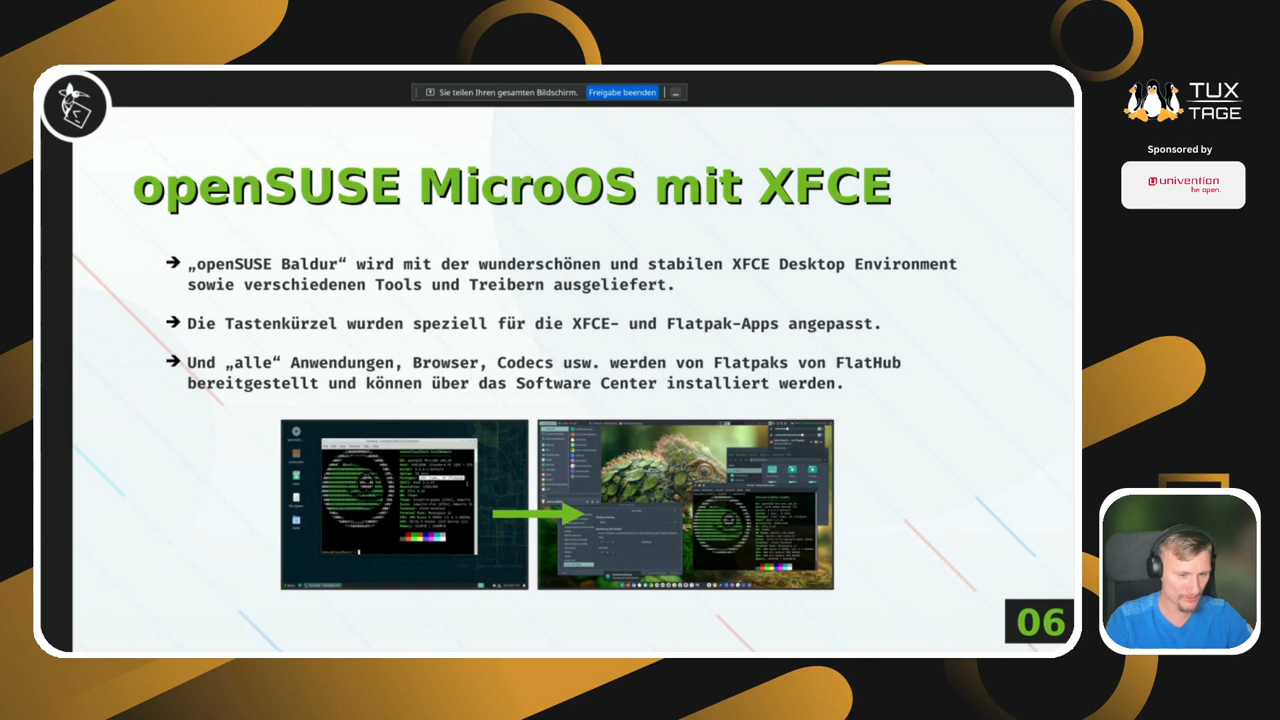 Sie teilen Ihren gesamten Bildschirm. Freigabe beenden
TUX
TAGE
Sponsored by
univention
be open.
openSUSE MicroOS mit XFCE
➔ „openSUSE Baldur“ wird mit der wunderschönen und stabilen XFCE Desktop Environment
sowie verschiedenen Tools und Treibern ausgeliefert.
➔ Die Tastenkürzel wurden speziell für die XFCE- und Flatpak-Apps angepasst.
➔ Und „alle“ Anwendungen, Browser, Codecs usw. werden von Flatpaks von FlatHub
bereitgestellt und können über das Software Center installiert werden.
06